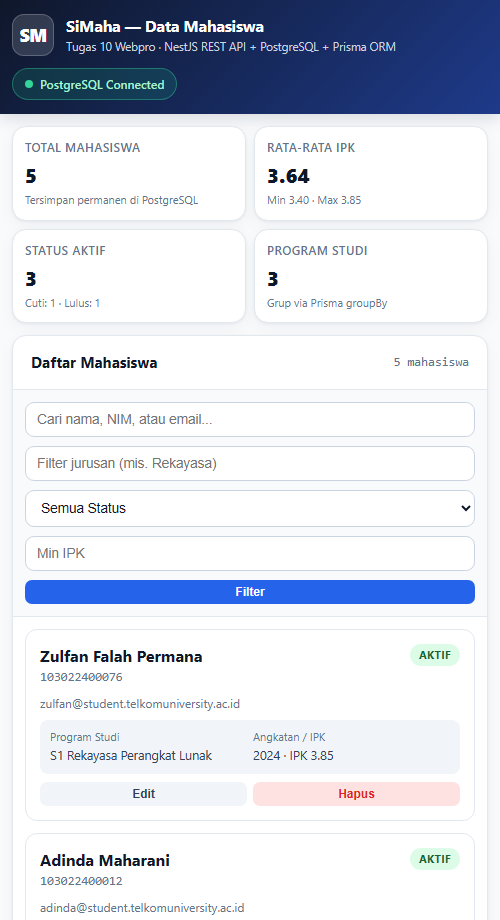 SM
SiMaha — Data Mahasiswa
Tugas 10 Webpro · NestJS REST API + PostgreSQL + Prisma ORM
PostgreSQL Connected
TOTAL MAHASISWA
5
Tersimpan permanen di PostgreSQL
RATA-RATA IPK
3.64
Min 3.40 · Max 3.85
STATUS AKTIF
3
Cuti: 1 · Lulus: 1
PROGRAM STUDI
3
Grup via Prisma groupBy
Daftar Mahasiswa
5 mahasiswa
Cari nama, NIM, atau email...
Filter jurusan (mis. Rekayasa)
Semua Status
Min IPK
Filter
Zulfan Falah Permana
AKTIF
103022400076
zulfan@student.telkomuniversity.ac.id
Program Studi
S1 Rekayasa Perangkat Lunak
Angkatan / IPK
2024 · IPK 3.85
Edit
Hapus
Adinda Maharani
AKTIF
103022400012
adinda@student.telkomuniversity.ac.id